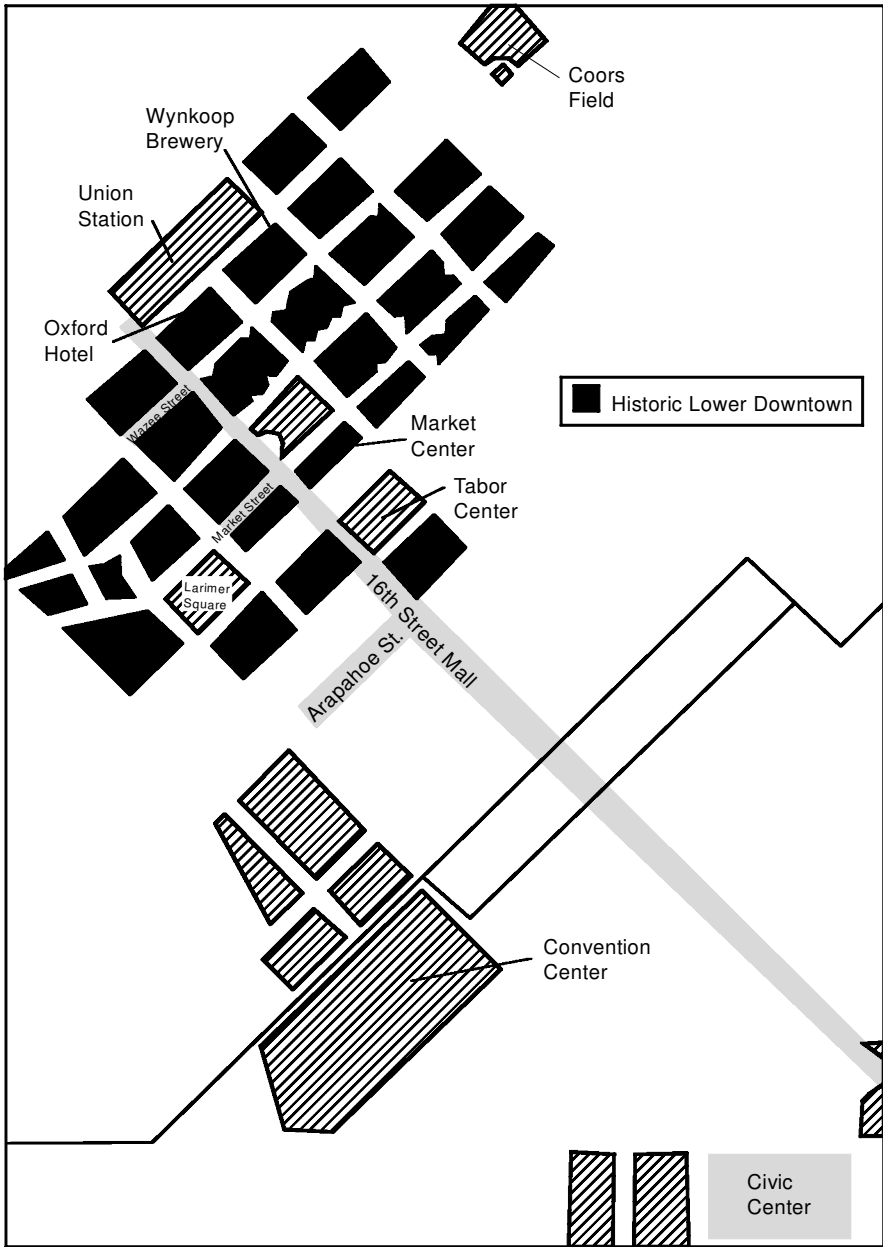 Coors
Field
Wynkoop
Brewery
Union
Station
Oxford
Hotel
Wazee Street
Historic Lower Downtown
Market
Center
Tabor
Center
Market Street
Larimer
Square
16th Street Mall
Arapahoe St.
Convention
Center
Civic
Center